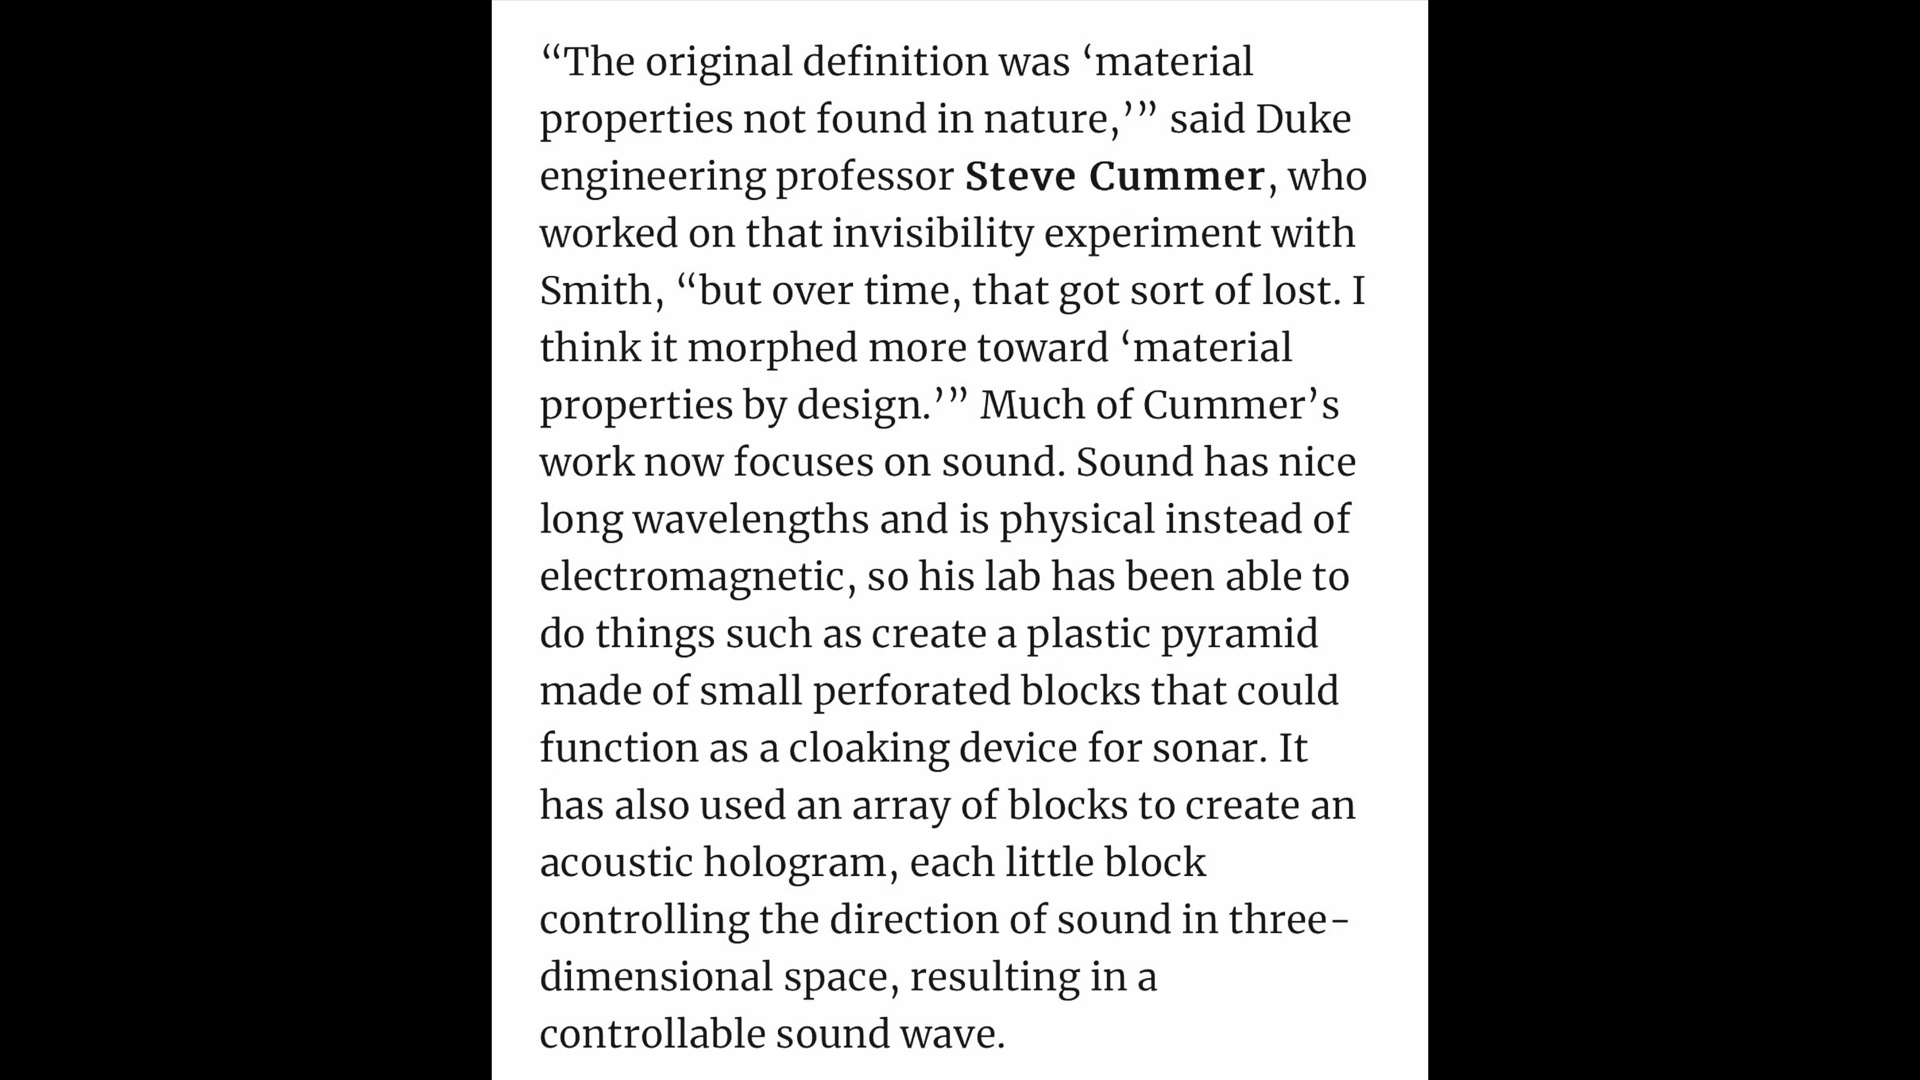 “The original definition was ‘material
properties not found in nature,’” said Duke
engineering professor Steve Cummer, who
worked on that invisibility experiment with
Smith, “but over time, that got sort of lost. I
think it morphed more toward ‘material
properties by design.’” Much of Cummer’s
work now focuses on sound. Sound has nice
long wavelengths and is physical instead of
electromagnetic, so his lab has been able to
do things such as create a plastic pyramid
made of small perforated blocks that could
function as a cloaking device for sonar. It
has also used an array of blocks to create an
acoustic hologram, each little block
controlling the direction of sound in three-
dimensional space, resulting in a
controllable sound wave.